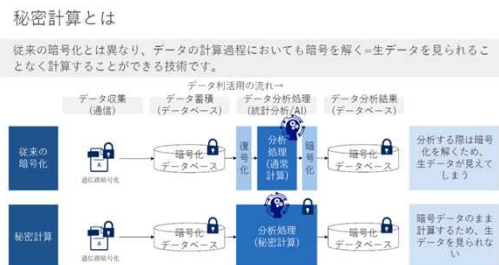 秘密計算とは
従来の暗号化とは異なり、データの計算過程においても暗号を解く=生データを見られるこ
となく計算することができる技術です。
データ利活用の流れ→
データ収集
(通信)
データ蓄積
(データベース)
データ分析処理
(統計分析/AI)
データ分析結果
(データベース)
従来の
暗号化
A
通信路暗号化
暗号化
データベース
復号化
分析
処理
(通常
計算)
暗号化
暗号化
データベース
分析する際は暗号
化を解くため、
生データが見えて
しまう
秘密計算
A
通信路暗号化
暗号化
データベース
分析処理
(秘密計算)
暗号化
データベース
暗号データのまま
計算するため、生
データを見られな
い